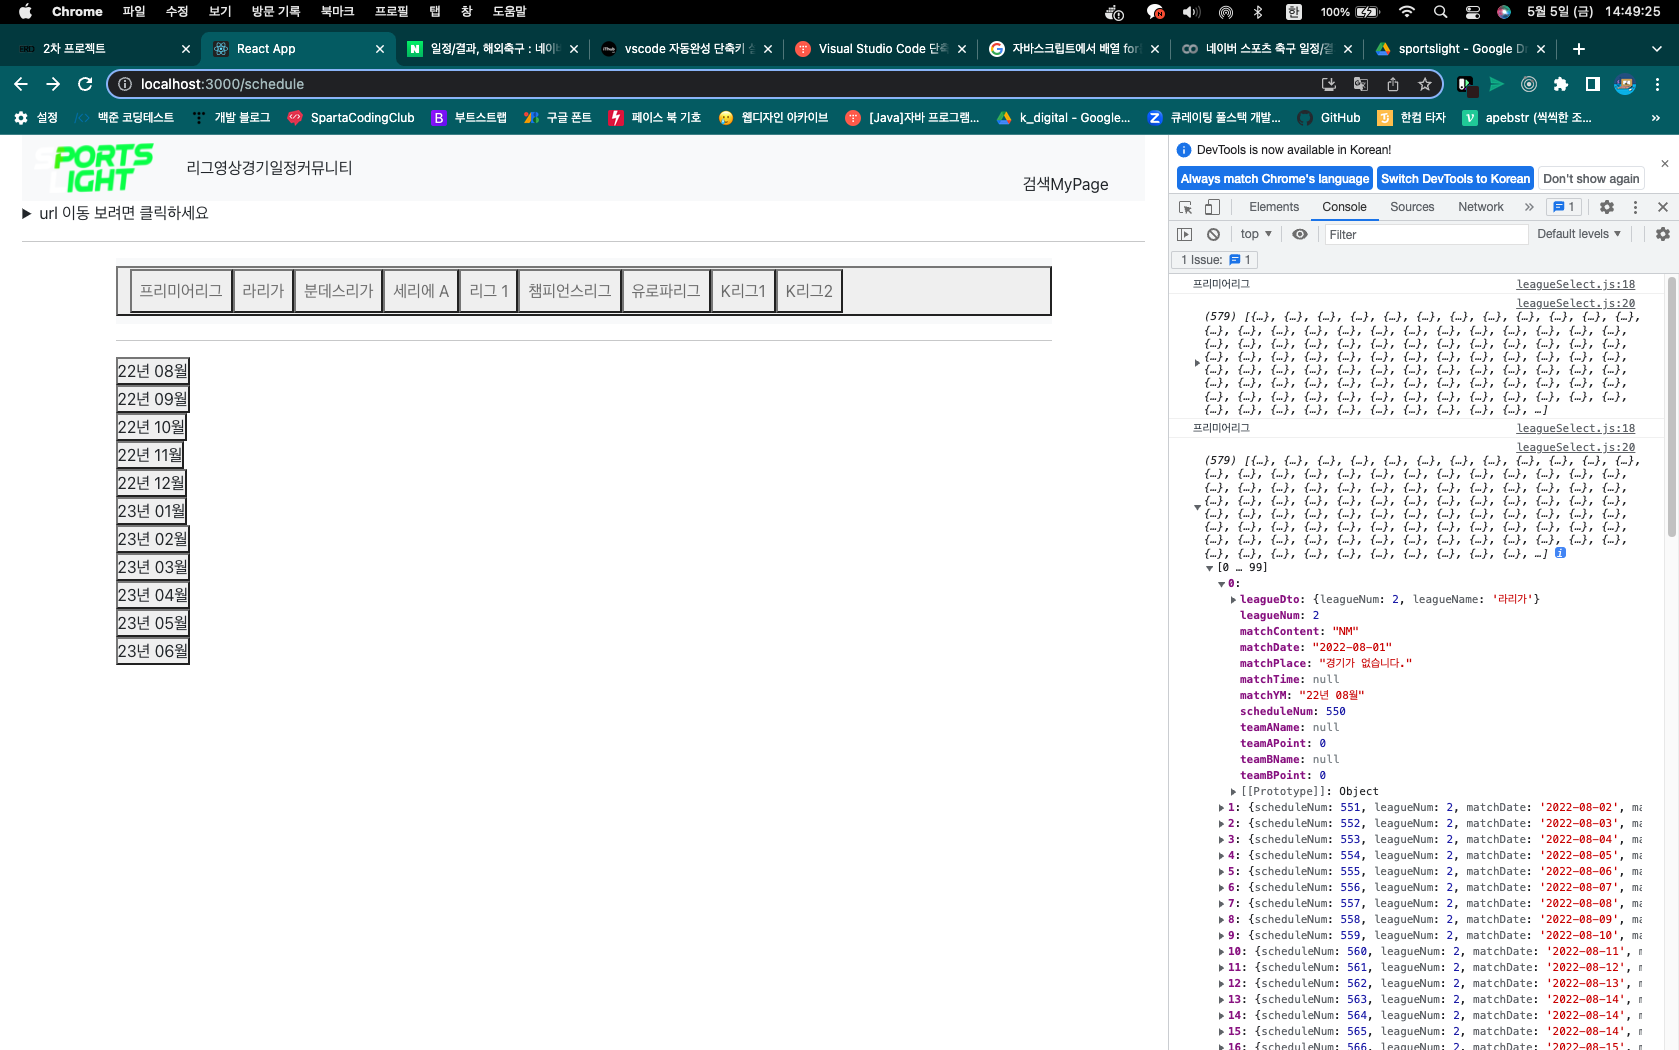 Chrome 파일 수정 보기 방문 기록 북마크 프로필 탭 창 도움말 한 100% 5월 5일 (금) 14:49:25
2차 프로젝트 React App 일정/결과, 해외축구 : 네이 vscode 자동완성 단축키 Visual Studio Code 단축 자바스크립트에서 배열 for 네이버 스포츠 축구 일정/결 sportslight - Google D
localhost:3000/schedule
설정 백준 코딩테스트 개발 블로그 SpartaCodingClub 부트스트랩 구글 폰트 페이스 북 기호 웹디자인 아카이브 [Java]자바 프로그램... k_digital - Google... 큐레이팅 풀스택 개발... GitHub 한컴 타자 apebstr (씩씩한 조... »
SPORTS
LIGHT
리그영상경기일정커뮤니티
검색MyPage
▶ url 이동 보려면 클릭하세요
프리미어리그 라리가 분데스리가 세리에 A 리그 1 챔피언스리그 유로파리그 K리그1 K리그2
22년 08월
22년 09월
22년 10월
22년 11월
22년 12월
23년 01월
23년 02월
23년 03월
23년 04월
23년 05월
23년 06월
DevTools is now available in Korean!
Always match Chrome's language Switch DevTools to Korean Don't show again
Elements Console Sources Network » 1
top ▼ Filter Default levels ▼
1 Issue: 1
프리미어리그 leagueSelect.js:18
leagueSelect.js:20
(579) [{…}, {…}, {…}, {…}, {…}, {…}, {…}, {…}, {…}, {…}, {…}, {…},
{…}, {…}, {…}, {…}, {…}, {…}, {…}, {…}, {…}, {…}, {…}, {…}, {…},
{…}, {…}, {…}, {…}, {…}, {…}, {…}, {…}, {…}, {…}, {…}, {…}, {…},
{…}, {…}, {…}, {…}, {…}, {…}, {…}, {…}, {…}, {…}, {…}, {…}, {…},
{…}, {…}, {…}, {…}, {…}, {…}, {…}, {…}, {…}, {…}, {…}, {…}, {…},
{…}, {…}, {…}, {…}, {…}, {…}, {…}, {…}, {…}, {…}, {…}, {…}, {…},
{…}, {…}, {…}, {…}, {…}, {…}, {…}, {…}, {…}, {…}, {…}, {…}, {…},
{…}, {…}, {…}, {…}, {…}, {…}, {…}, {…}, {…}, {…}, …]
프리미어리그 leagueSelect.js:18
leagueSelect.js:20
(579) [{…}, {…}, {…}, {…}, {…}, {…}, {…}, {…}, {…}, {…}, {…}, {…},
{…}, {…}, {…}, {…}, {…}, {…}, {…}, {…}, {…}, {…}, {…}, {…}, {…},
{…}, {…}, {…}, {…}, {…}, {…}, {…}, {…}, {…}, {…}, {…}, {…}, {…},
{…}, {…}, {…}, {…}, {…}, {…}, {…}, {…}, {…}, {…}, {…}, {…}, {…},
{…}, {…}, {…}, {…}, {…}, {…}, {…}, {…}, {…}, {…}, {…}, {…}, {…},
{…}, {…}, {…}, {…}, {…}, {…}, {…}, {…}, {…}, {…}, {…}, {…}, {…},
{…}, {…}, {…}, {…}, {…}, {…}, {…}, {…}, {…}, {…}, {…}, {…}, {…},
{…}, {…}, {…}, {…}, {…}, {…}, {…}, {…}, {…}, {…}, …] i
▼ [0 … 99]
▼ 0:
▶ leagueDto: {leagueNum: 2, leagueName: '라리가'}
leagueNum: 2
matchContent: "NM"
matchDate: "2022-08-01"
matchPlace: "경기가 없습니다."
matchTime: null
matchYM: "22년 08월"
scheduleNum: 550
teamAName: null
teamAPoint: 0
teamBName: null
teamBPoint: 0
▶ [[Prototype]]: Object
▶ 1: {scheduleNum: 551, leagueNum: 2, matchDate: '2022-08-02', ma
▶ 2: {scheduleNum: 552, leagueNum: 2, matchDate: '2022-08-03', ma
▶ 3: {scheduleNum: 553, leagueNum: 2, matchDate: '2022-08-04', ma
▶ 4: {scheduleNum: 554, leagueNum: 2, matchDate: '2022-08-05', ma
▶ 5: {scheduleNum: 555, leagueNum: 2, matchDate: '2022-08-06', ma
▶ 6: {scheduleNum: 556, leagueNum: 2, matchDate: '2022-08-07', ma
▶ 7: {scheduleNum: 557, leagueNum: 2, matchDate: '2022-08-08', ma
▶ 8: {scheduleNum: 558, leagueNum: 2, matchDate: '2022-08-09', ma
▶ 9: {scheduleNum: 559, leagueNum: 2, matchDate: '2022-08-10', ma
▶ 10: {scheduleNum: 560, leagueNum: 2, matchDate: '2022-08-11', m
▶ 11: {scheduleNum: 561, leagueNum: 2, matchDate: '2022-08-12', m
▶ 12: {scheduleNum: 562, leagueNum: 2, matchDate: '2022-08-13', m
▶ 13: {scheduleNum: 563, leagueNum: 2, matchDate: '2022-08-14', m
▶ 14: {scheduleNum: 564, leagueNum: 2, matchDate: '2022-08-14', m
▶ 15: {scheduleNum: 565, leagueNum: 2, matchDate: '2022-08-14', m
▶ 16: {scheduleNum: 566, leagueNum: 2, matchDate: '2022-08-15', m